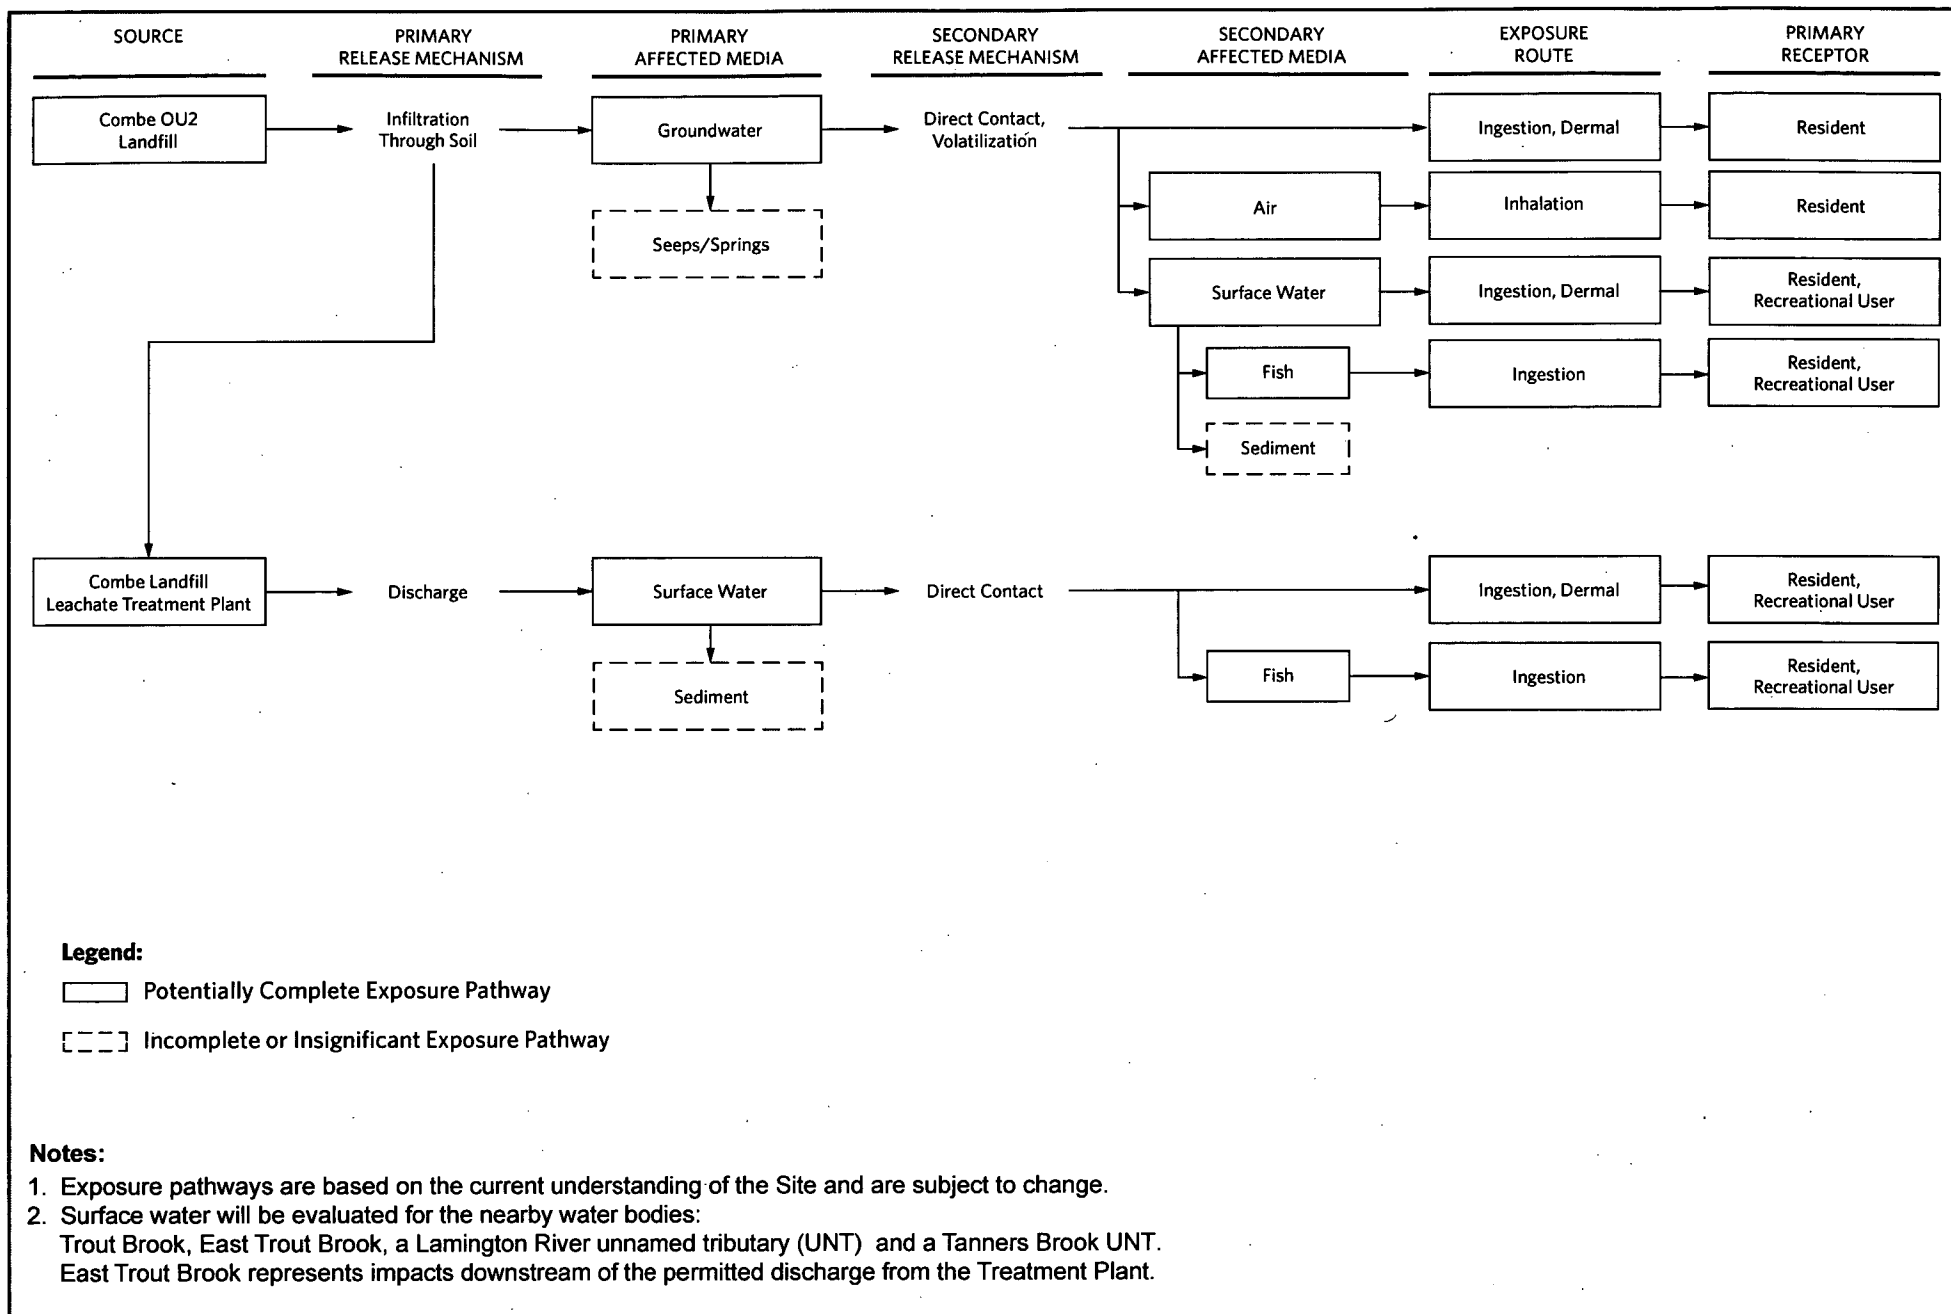 SOURCE
PRIMARY
RELEASE MECHANISM
PRIMARY
AFFECTED MEDIA
SECONDARY
RELEASE MECHANISM
SECONDARY
AFFECTED MEDIA
EXPOSURE
ROUTE
PRIMARY
RECEPTOR
Combe OU2
Landfill
Infiltration
Through Soil
Groundwater
Direct Contact,
Volatilization
Ingestion, Dermal
Resident
Air
Inhalation
Resident
Seeps/Springs
Surface Water
Ingestion, Dermal
Resident,
Recreational User
Fish
Ingestion
Resident,
Recreational User
Sediment
Combe Landfill
Leachate Treatment Plant
Discharge
Surface Water
Direct Contact
Ingestion, Dermal
Resident,
Recreational User
Sediment
Fish
Ingestion
Resident,
Recreational User
Legend:
Potentially Complete Exposure Pathway
Incomplete or Insignificant Exposure Pathway
Notes:
1. Exposure pathways are based on the current understanding of the Site and are subject to change.
2. Surface water will be evaluated for the nearby water bodies:
Trout Brook, East Trout Brook, a Lamington River unnamed tributary (UNT) and a Tanners Brook UNT.
East Trout Brook represents impacts downstream of the permitted discharge from the Treatment Plant.